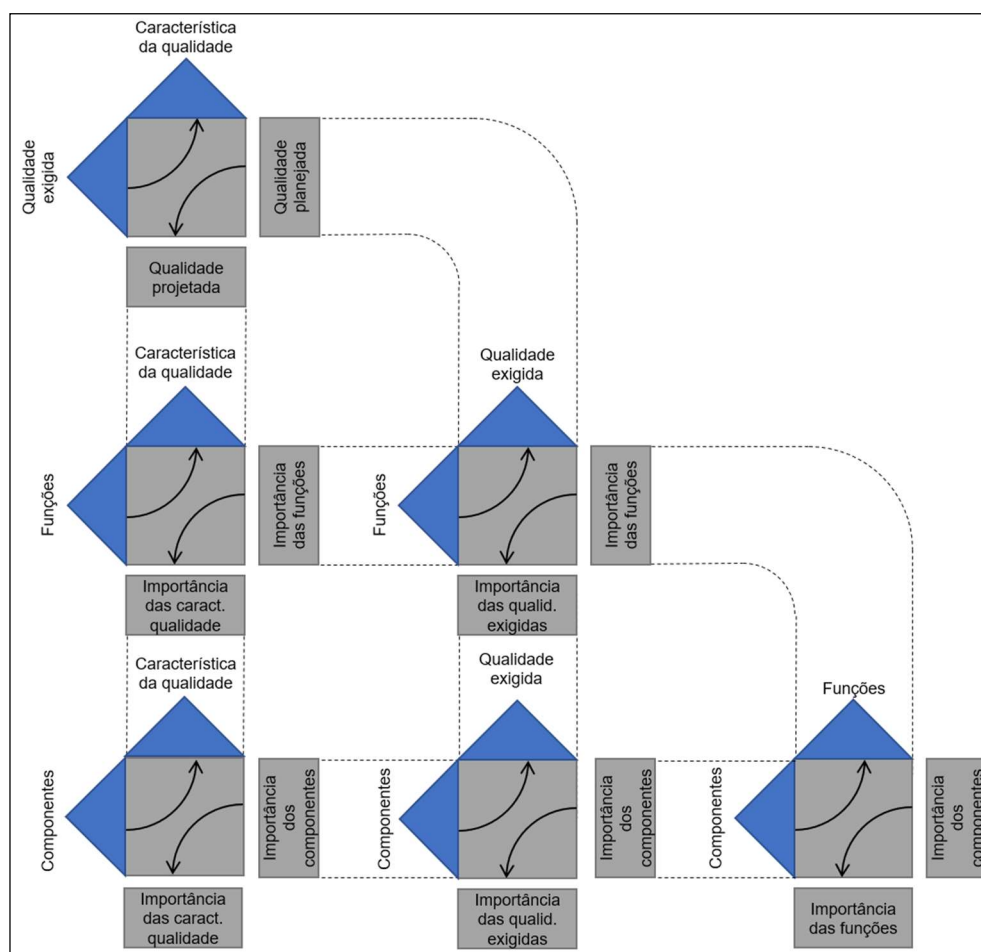 Característica
da qualidade
Qualidade
exigida
Qualidade
planejada
Qualidade
projetada
Característica
da qualidade
Qualidade
exigida
Funções
Importância
das funções
Funções
Importância
das funções
Importância
das caract.
qualidade
Importância
das qualid.
exigidas
Característica
da qualidade
Qualidade
exigida
Funções
Componentes
Importância
dos
componentes
Componentes
Importância
dos
componentes
Componentes
Importância
dos
componentes
Importância
das caract.
qualidade
Importância
das qualid.
exigidas
Importância
das funções